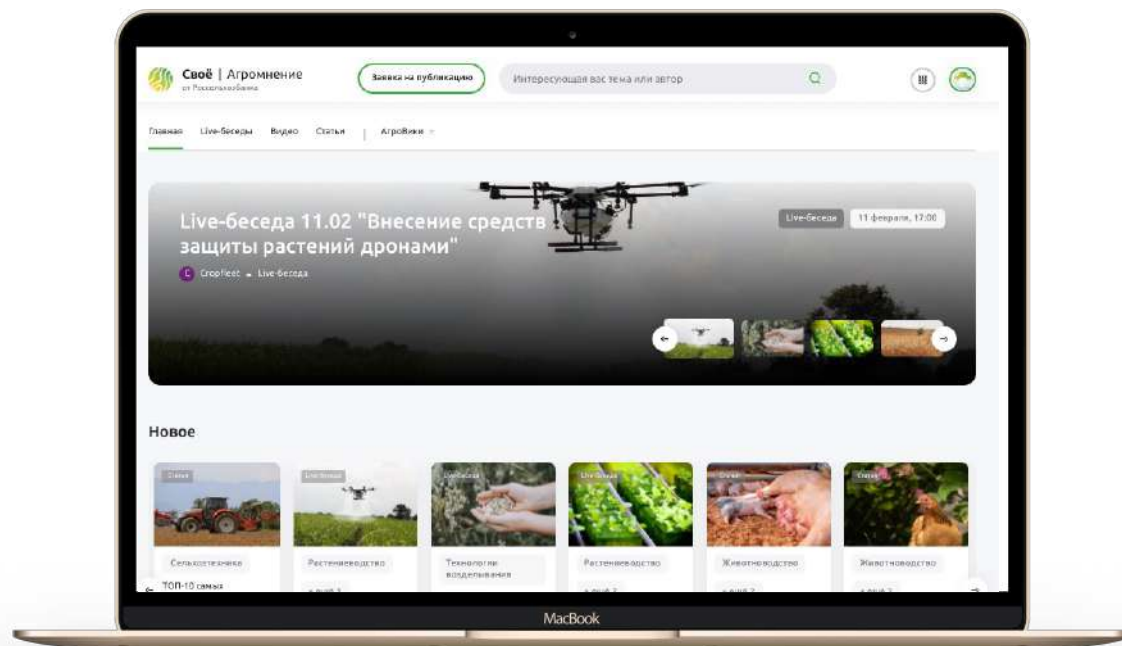 Своё | Агромнение
от Россельхозбанка
Заявка на публикацию
Интересующая вас тема или автор
Главная Live-беседы Видео Статьи | АгроВики
Live-беседа 11.02 "Внесение средств
защиты растений дронами"
Live-беседа 11 февраля, 17:00
C Cropfleet Live-беседа
Новое
Статья Live-беседа Live-беседа Live-беседа Статья Статья
Сельхозтехника Растениеводство Технологии
возделывания Растениеводство Животноводство Животноводство
ТОП-10 самых
MacBook